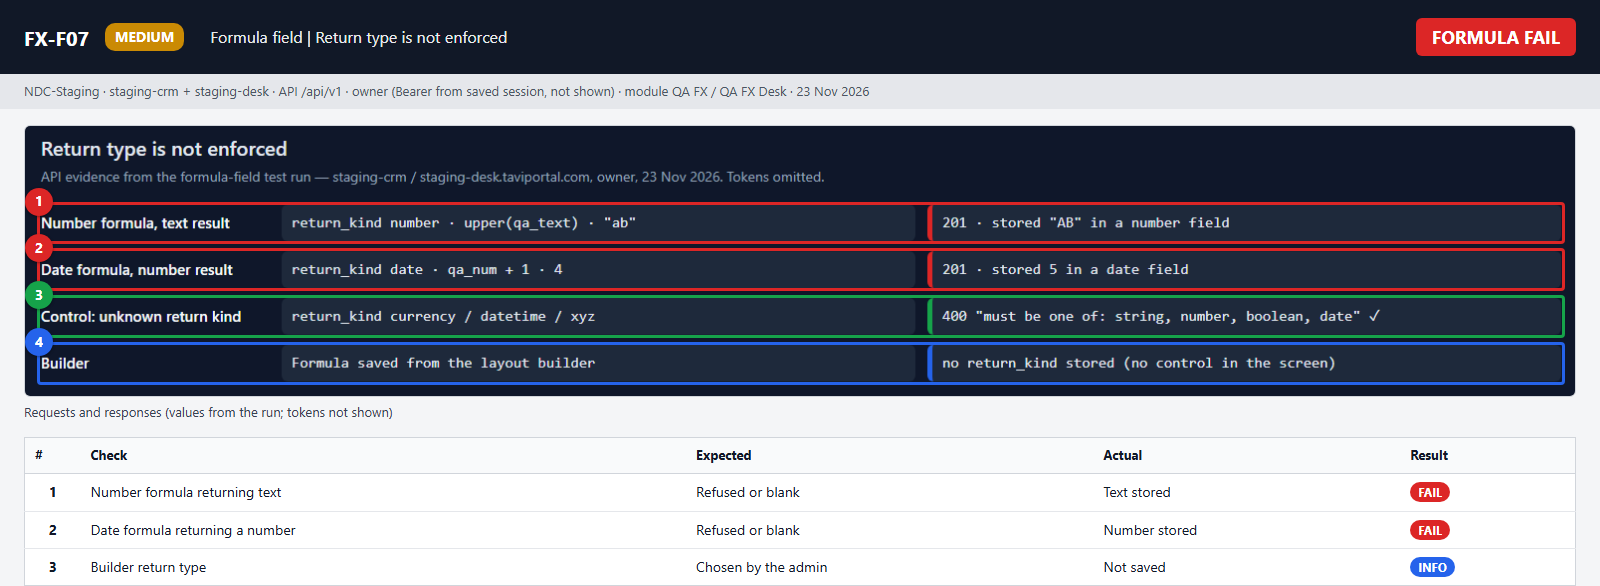 FX-F07 MEDIUM Formula field | Return type is not enforced FORMULA FAIL
NDC-Staging · staging-crm + staging-desk · API /api/v1 · owner (Bearer from saved session, not shown) · module QA FX / QA FX Desk · 23 Nov 2026
Return type is not enforced
API evidence from the formula-field test run — staging-crm / staging-desk.taviportal.com, owner, 23 Nov 2026. Tokens omitted.
1
Number formula, text result return_kind number · upper(qa_text) · "ab" 201 · stored "AB" in a number field
2
Date formula, number result return_kind date · qa_num + 1 · 4 201 · stored 5 in a date field
3
Control: unknown return kind return_kind currency / datetime / xyz 400 "must be one of: string, number, boolean, date" ✓
4
Builder Formula saved from the layout builder no return_kind stored (no control in the screen)
Requests and responses (values from the run; tokens not shown)
# Check Expected Actual Result
1 Number formula returning text Refused or blank Text stored FAIL
2 Date formula returning a number Refused or blank Number stored FAIL
3 Builder return type Chosen by the admin Not saved INFO